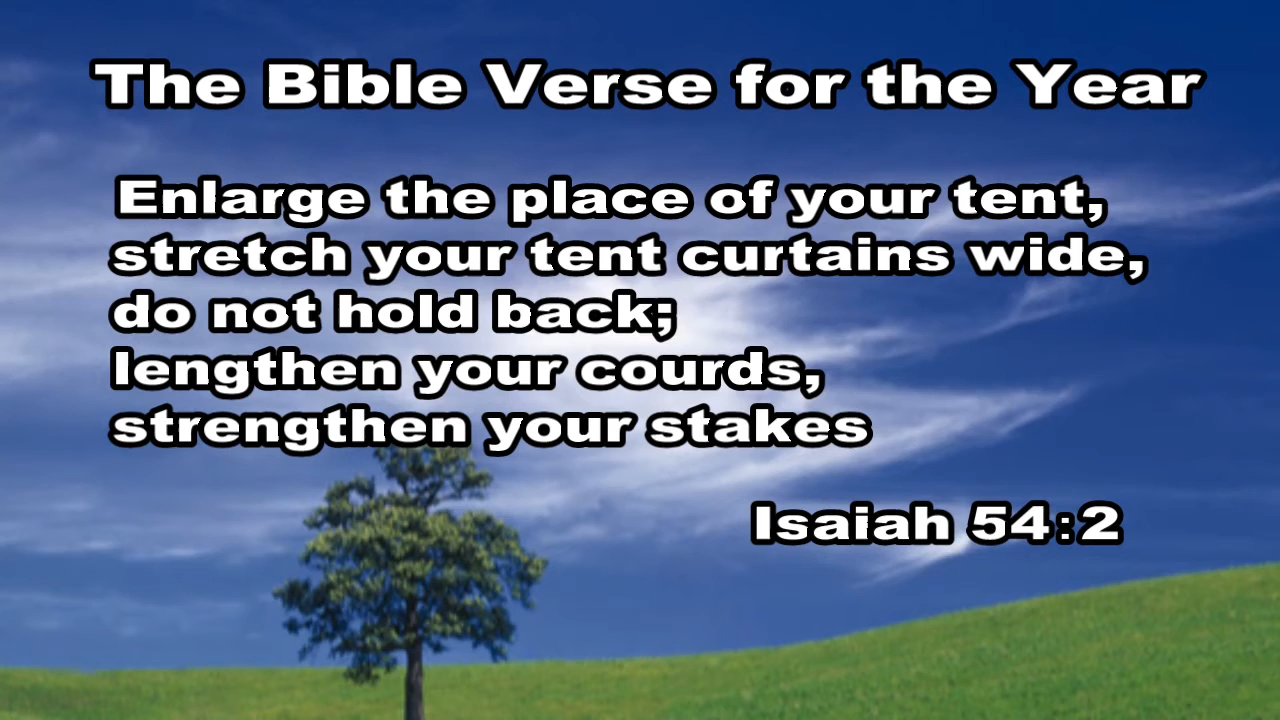 The Bible Verse for the Year
Enlarge the place of your tent,
stretch your tent curtains wide,
do not hold back;
lengthen your courds,
strengthen your stakes
Isaiah 54:2